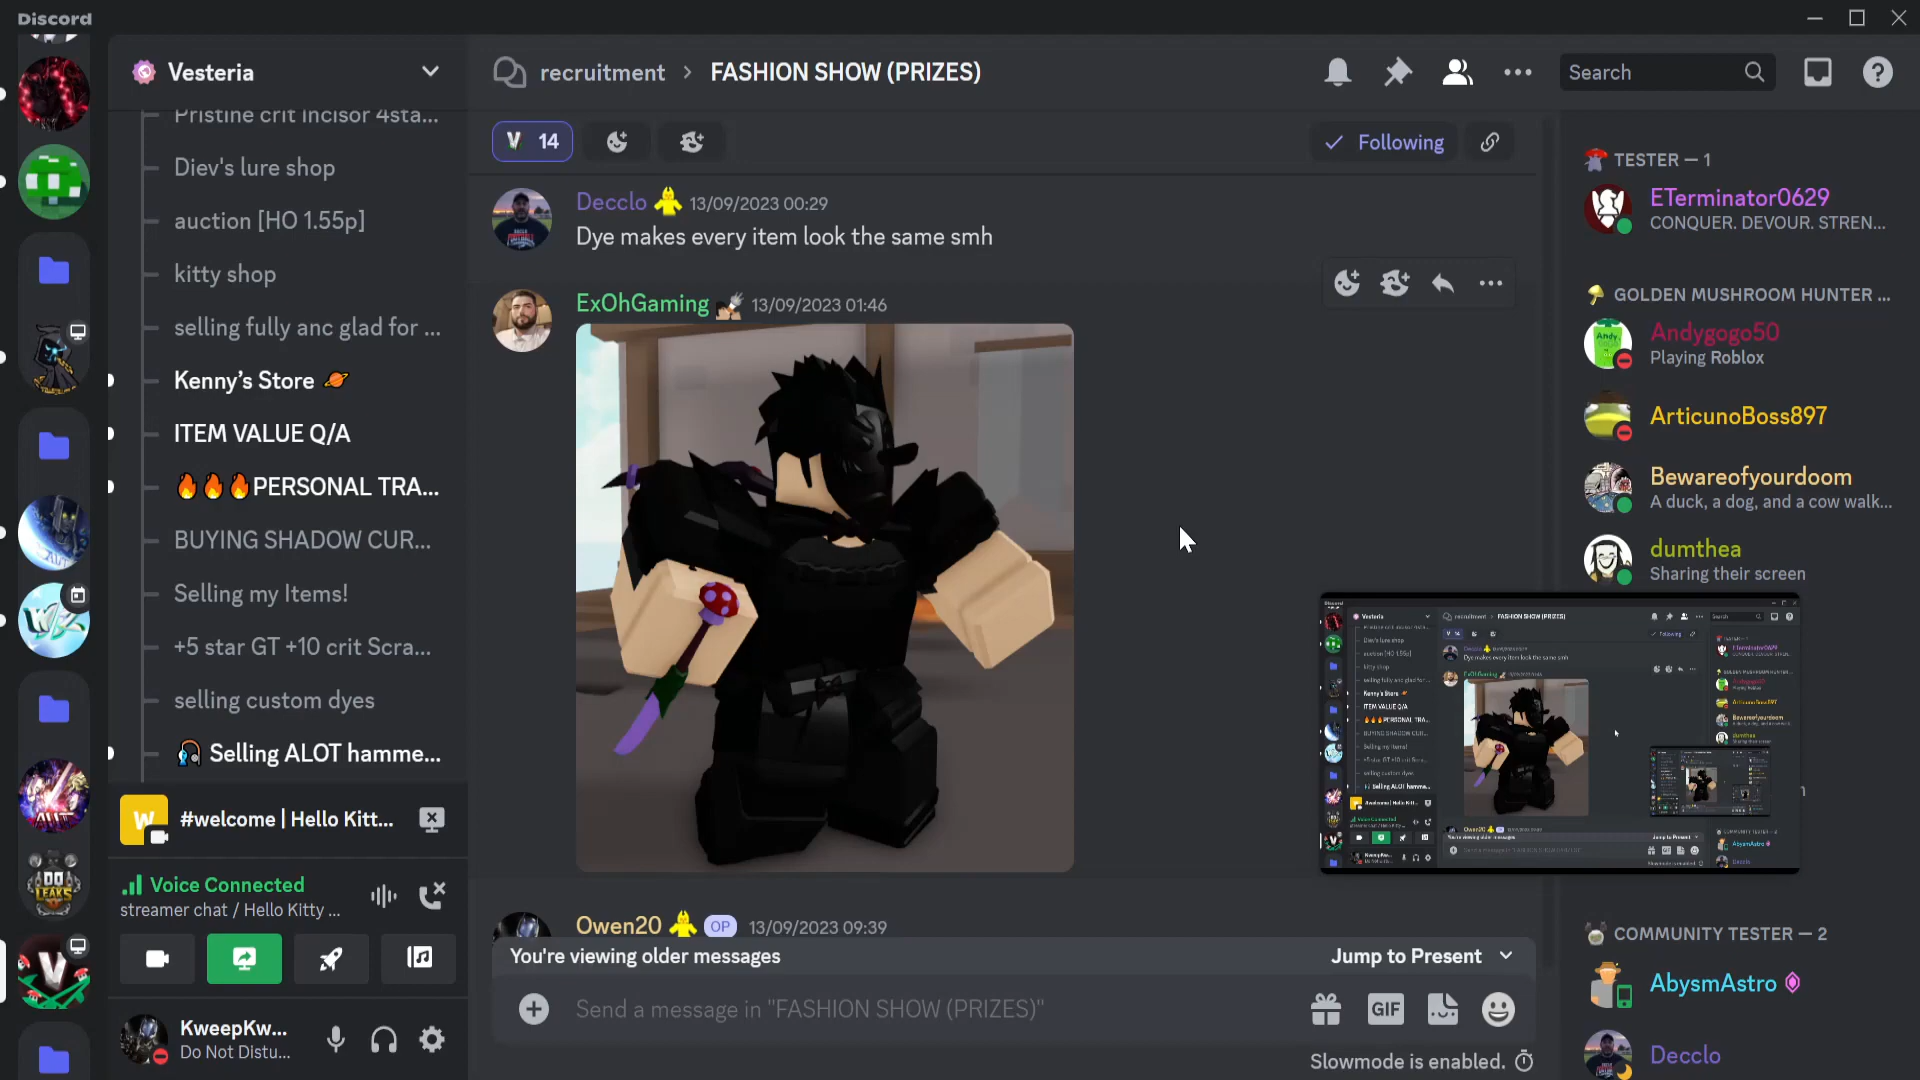 Discord
Vesteria
recruitment > FASHION SHOW (PRIZES)
Search
Pristine crit Incisor 4sta...
Diev's lure shop
auction [HO 1.55p]
kitty shop
selling fully anc glad for ...
Kenny's Store
ITEM VALUE Q/A
PERSONAL TRA...
BUYING SHADOW CUR...
Selling my Items!
+5 star GT +10 crit Scra...
selling custom dyes
Selling ALOT hamme...
W
#welcome | Hello Kitt...
Voice Connected
streamer chat / Hello Kitty ...
KweepKw...
Do Not Distu...
14
Following
Decclo 13/09/2023 00:29
Dye makes every item look the same smh
ExOhGaming 13/09/2023 01:46
Owen20 OP 13/09/2023 09:39
You're viewing older messages
Jump to Present
Send a message in "FASHION SHOW (PRIZES)"
GIF
Slowmode is enabled.
TESTER — 1
ETerminator0629
CONQUER. DEVOUR. STREN...
GOLDEN MUSHROOM HUNTER ...
Andygogo50
Playing Roblox
ArticunoBoss897
Bewareofyourdoom
A duck, a dog, and a cow walk...
dumthea
Sharing their screen
COMMUNITY TESTER — 2
AbysmAstro
Decclo